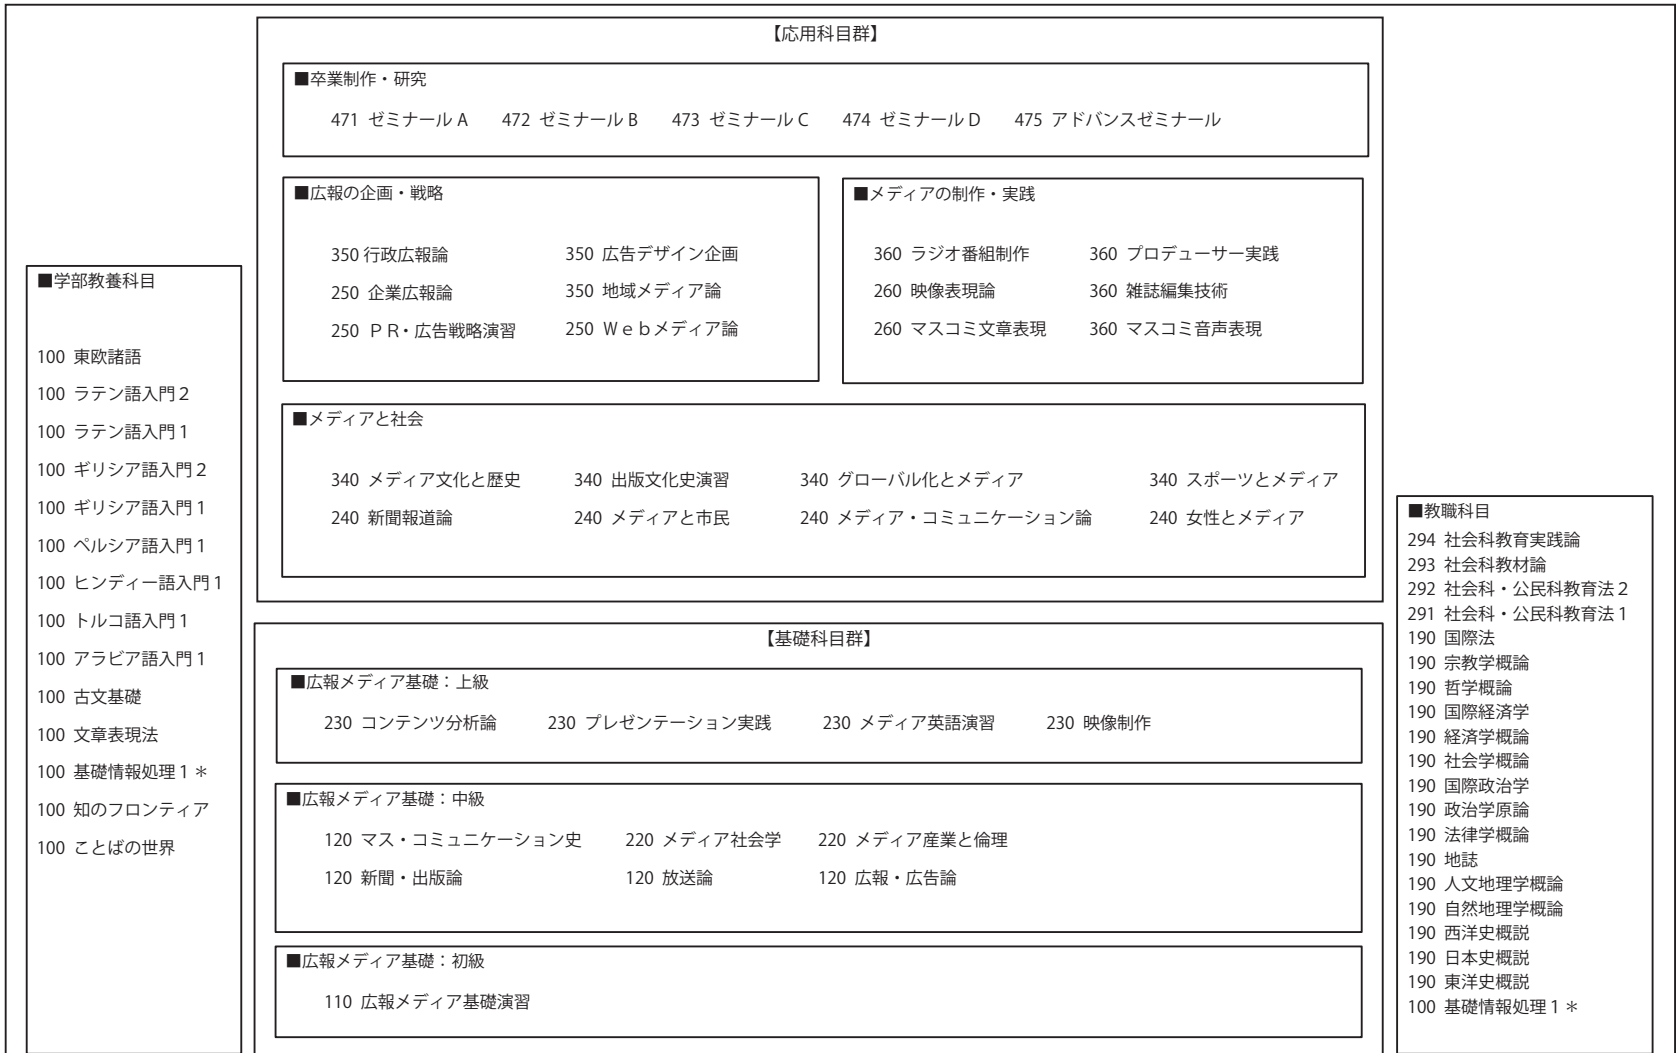 【応用科目群】
■卒業制作・研究
471 ゼミナール A 472 ゼミナール B 473 ゼミナール C 474 ゼミナール D 475 アドバンスゼミナール
■広報の企画・戦略
350 行政広報論 350 広告デザイン企画
250 企業広報論 350 地域メディア論
250 ＰＲ・広告戦略演習 250 Ｗｅｂメディア論
■メディアの制作・実践
360 ラジオ番組制作 360 プロデューサー実践
260 映像表現論 360 雑誌編集技術
260 マスコミ文章表現 360 マスコミ音声表現
■メディアと社会
340 メディア文化と歴史 340 出版文化史演習 340 グローバル化とメディア 340 スポーツとメディア
240 新聞報道論 240 メディアと市民 240 メディア・コミュニケーション論 240 女性とメディア
■学部教養科目
100 東欧諸語
100 ラテン語入門２
100 ラテン語入門１
100 ギリシア語入門２
100 ギリシア語入門１
100 ペルシア語入門１
100 ヒンディー語入門１
100 トルコ語入門１
100 アラビア語入門１
100 古文基礎
100 文章表現法
100 基礎情報処理１＊
100 知のフロンティア
100 ことばの世界
【基礎科目群】
■広報メディア基礎：上級
230 コンテンツ分析論 230 プレゼンテーション実践 230 メディア英語演習 230 映像制作
■広報メディア基礎：中級
120 マス・コミュニケーション史 220 メディア社会学 220 メディア産業と倫理
120 新聞・出版論 120 放送論 120 広報・広告論
■広報メディア基礎：初級
110 広報メディア基礎演習
■教職科目
294 社会科教育実践論
293 社会科教材論
292 社会科・公民科教育法２
291 社会科・公民科教育法１
190 国際法
190 宗教学概論
190 哲学概論
190 国際経済学
190 経済学概論
190 社会学概論
190 国際政治学
190 政治学原論
190 法律学概論
190 地誌
190 人文地理学概論
190 自然地理学概論
190 西洋史概説
190 日本史概説
190 東洋史概説
100 基礎情報処理１＊